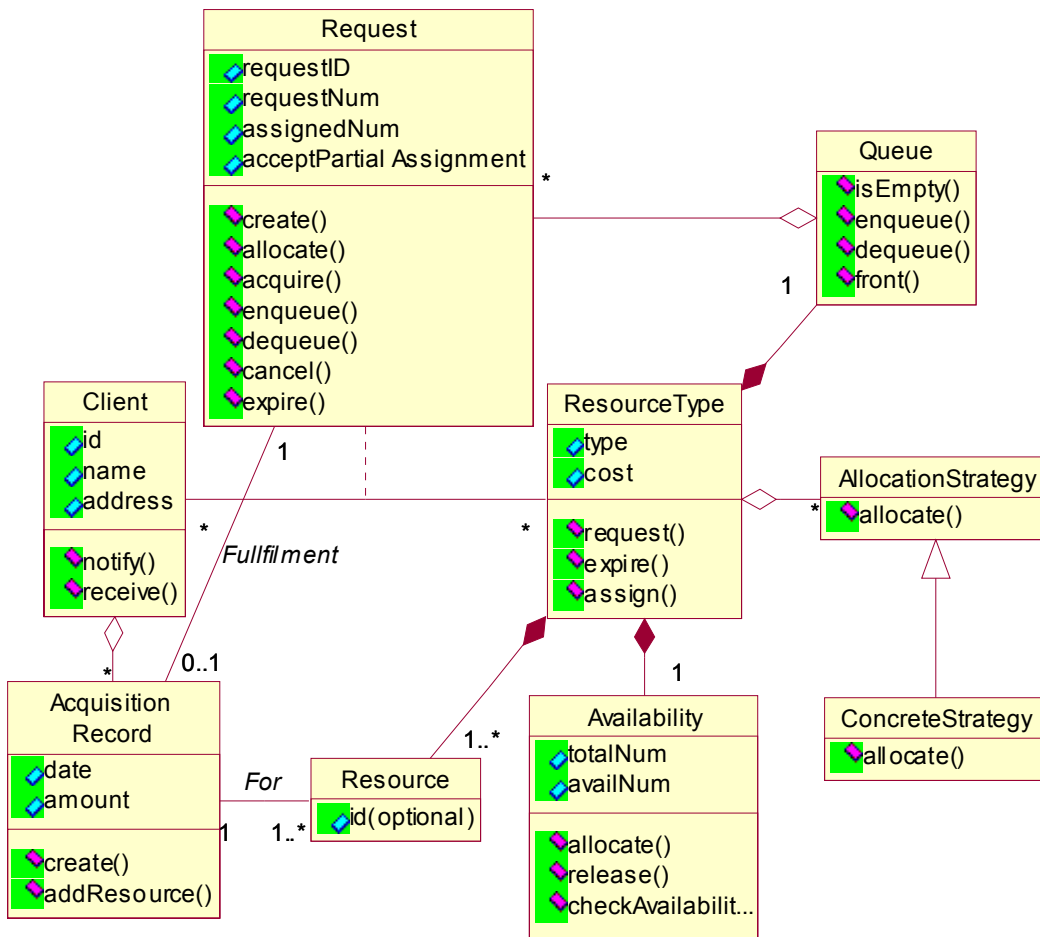 Request
requestID
requestNum
assignedNum
acceptPartial Assignment
create()
allocate()
acquire()
enqueue()
dequeue()
cancel()
expire()
*
Queue
isEmpty()
enqueue()
dequeue()
front()
1
Client
id
name
address
notify()
receive()
1
*
Fullfilment
*
ResourceType
type
cost
request()
expire()
assign()
*
AllocationStrategy
allocate()
*
0..1
Acquisition
Record
date
amount
create()
addResource()
For
1
1..*
1..*
Resource
id(optional)
1
Availability
totalNum
availNum
allocate()
release()
checkAvailabilit...
ConcreteStrategy
allocate()